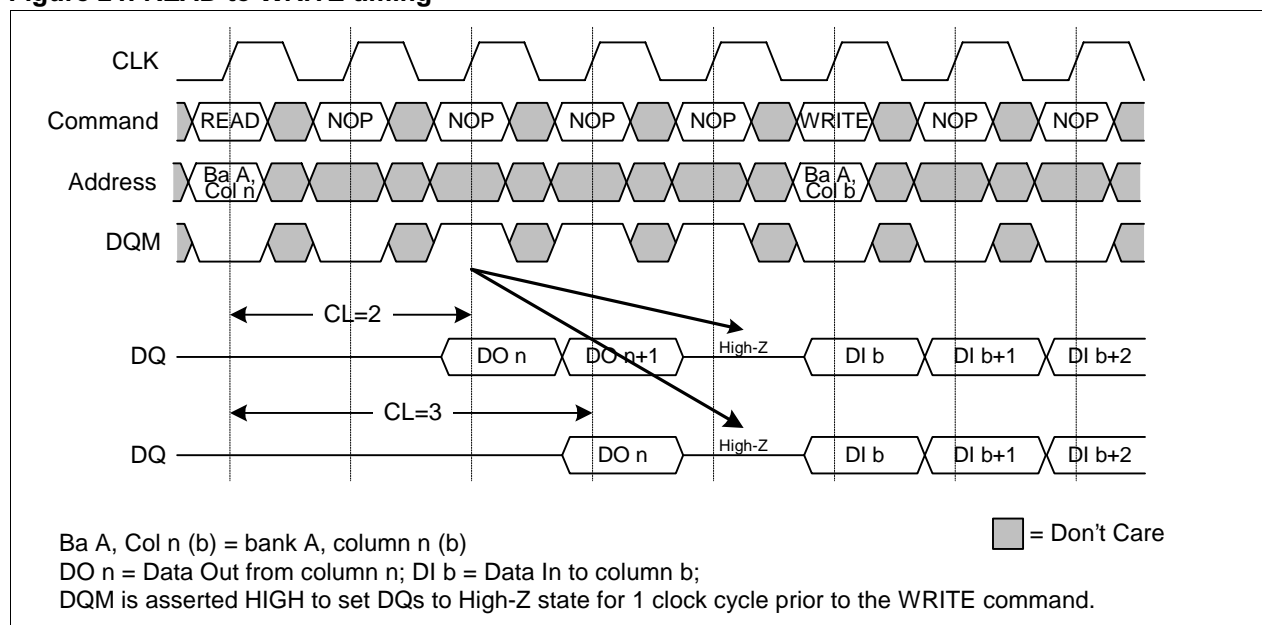 Figure 21: READ to WRITE timing
CLK
Command READ NOP NOP NOP NOP WRITE NOP NOP
Address Ba A, Col n Ba A, Col b
DQM
CL=2
DQ DO n DO n+1 High-Z DI b DI b+1 DI b+2
CL=3
DQ DO n High-Z DI b DI b+1 DI b+2
Ba A, Col n (b) = bank A, column n (b)
= Don't Care
DO n = Data Out from column n; DI b = Data In to column b;
DQM is asserted HIGH to set DQs to High-Z state for 1 clock cycle prior to the WRITE command.